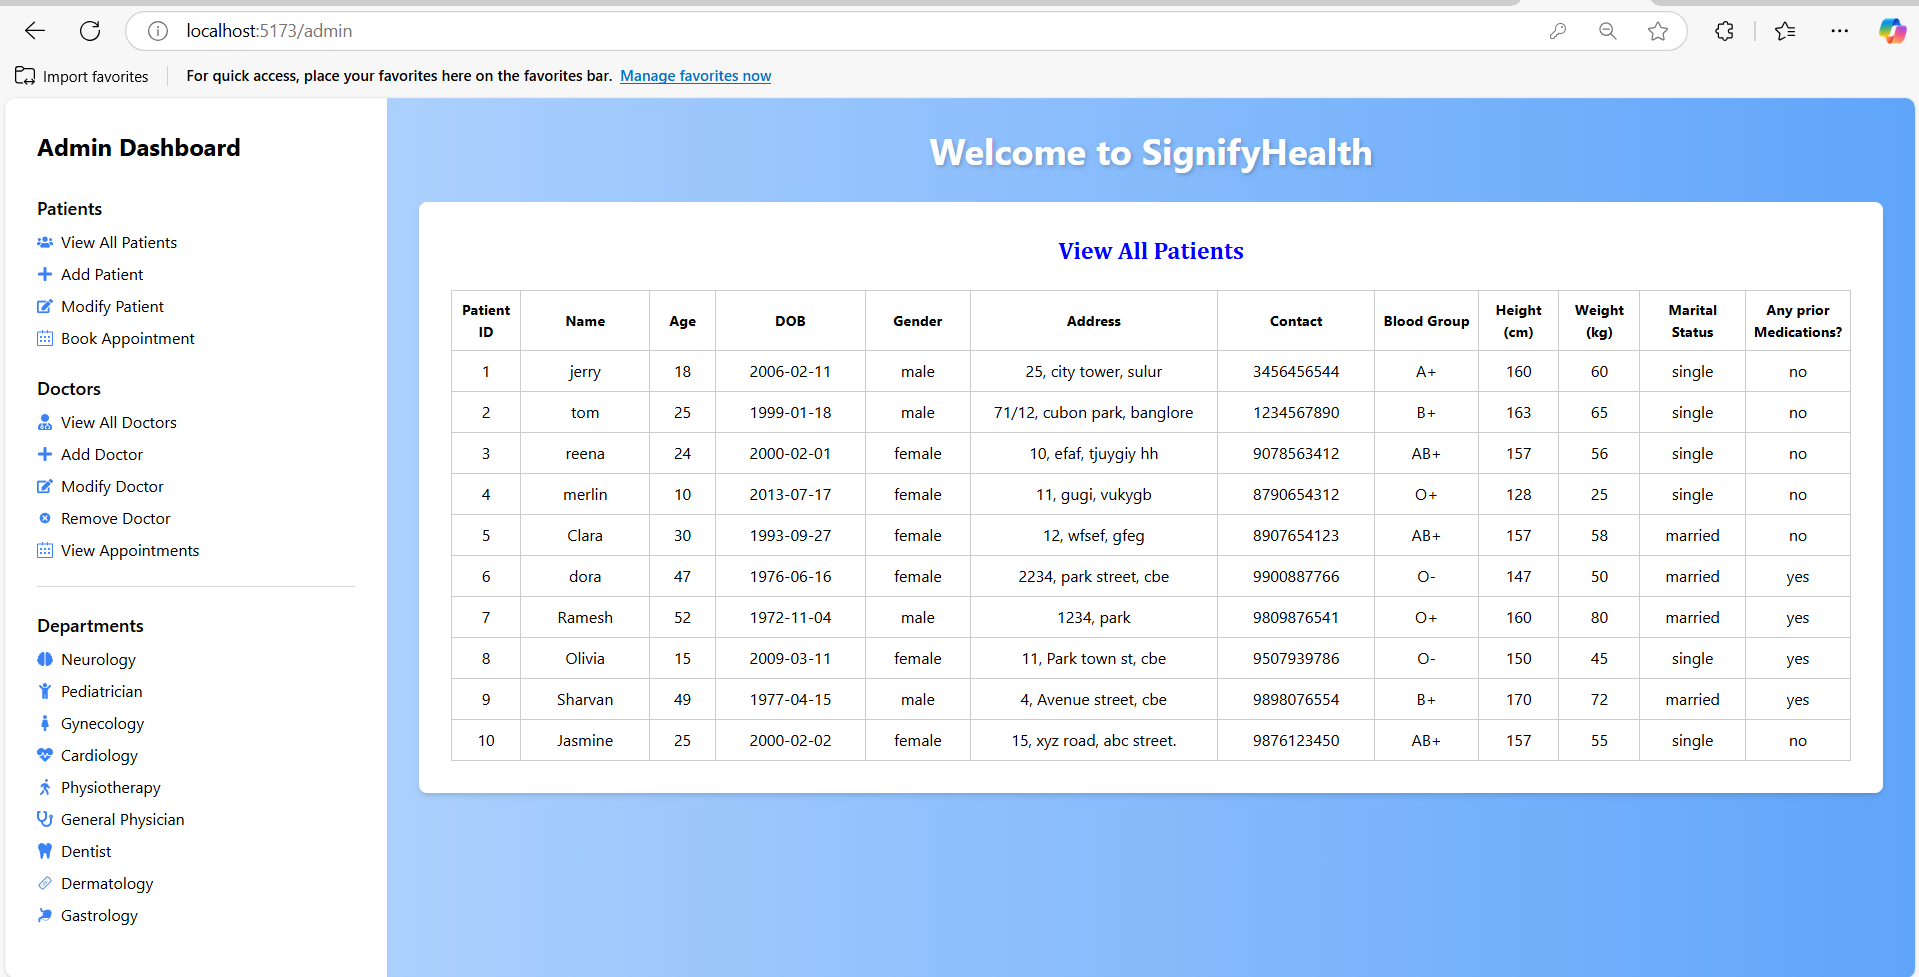 localhost:5173/admin
Import favorites For quick access, place your favorites here on the favorites bar. Manage favorites now
Admin Dashboard
Patients
View All Patients
Add Patient
Modify Patient
Book Appointment
Doctors
View All Doctors
Add Doctor
Modify Doctor
Remove Doctor
View Appointments
Departments
Neurology
Pediatrician
Gynecology
Cardiology
Physiotherapy
General Physician
Dentist
Dermatology
Gastrology
Welcome to SignifyHealth
View All Patients
Patient ID Name Age DOB Gender Address Contact Blood Group Height (cm) Weight (kg) Marital Status Any prior Medications?
1 jerry 18 2006-02-11 male 25, city tower, sulur 3456456544 A+ 160 60 single no
2 tom 25 1999-01-18 male 71/12, cubon park, banglore 1234567890 B+ 163 65 single no
3 reena 24 2000-02-01 female 10, efaf, tjuygiy hh 9078563412 AB+ 157 56 single no
4 merlin 10 2013-07-17 female 11, gugi, vukygb 8790654312 O+ 128 25 single no
5 Clara 30 1993-09-27 female 12, wfsef, gfeg 8907654123 AB+ 157 58 married no
6 dora 47 1976-06-16 female 2234, park street, cbe 9900887766 O- 147 50 married yes
7 Ramesh 52 1972-11-04 male 1234, park 9809876541 O+ 160 80 married yes
8 Olivia 15 2009-03-11 female 11, Park town st, cbe 9507939786 O- 150 45 single yes
9 Sharvan 49 1977-04-15 male 4, Avenue street, cbe 9898076554 B+ 170 72 married yes
10 Jasmine 25 2000-02-02 female 15, xyz road, abc street. 9876123450 AB+ 157 55 single no